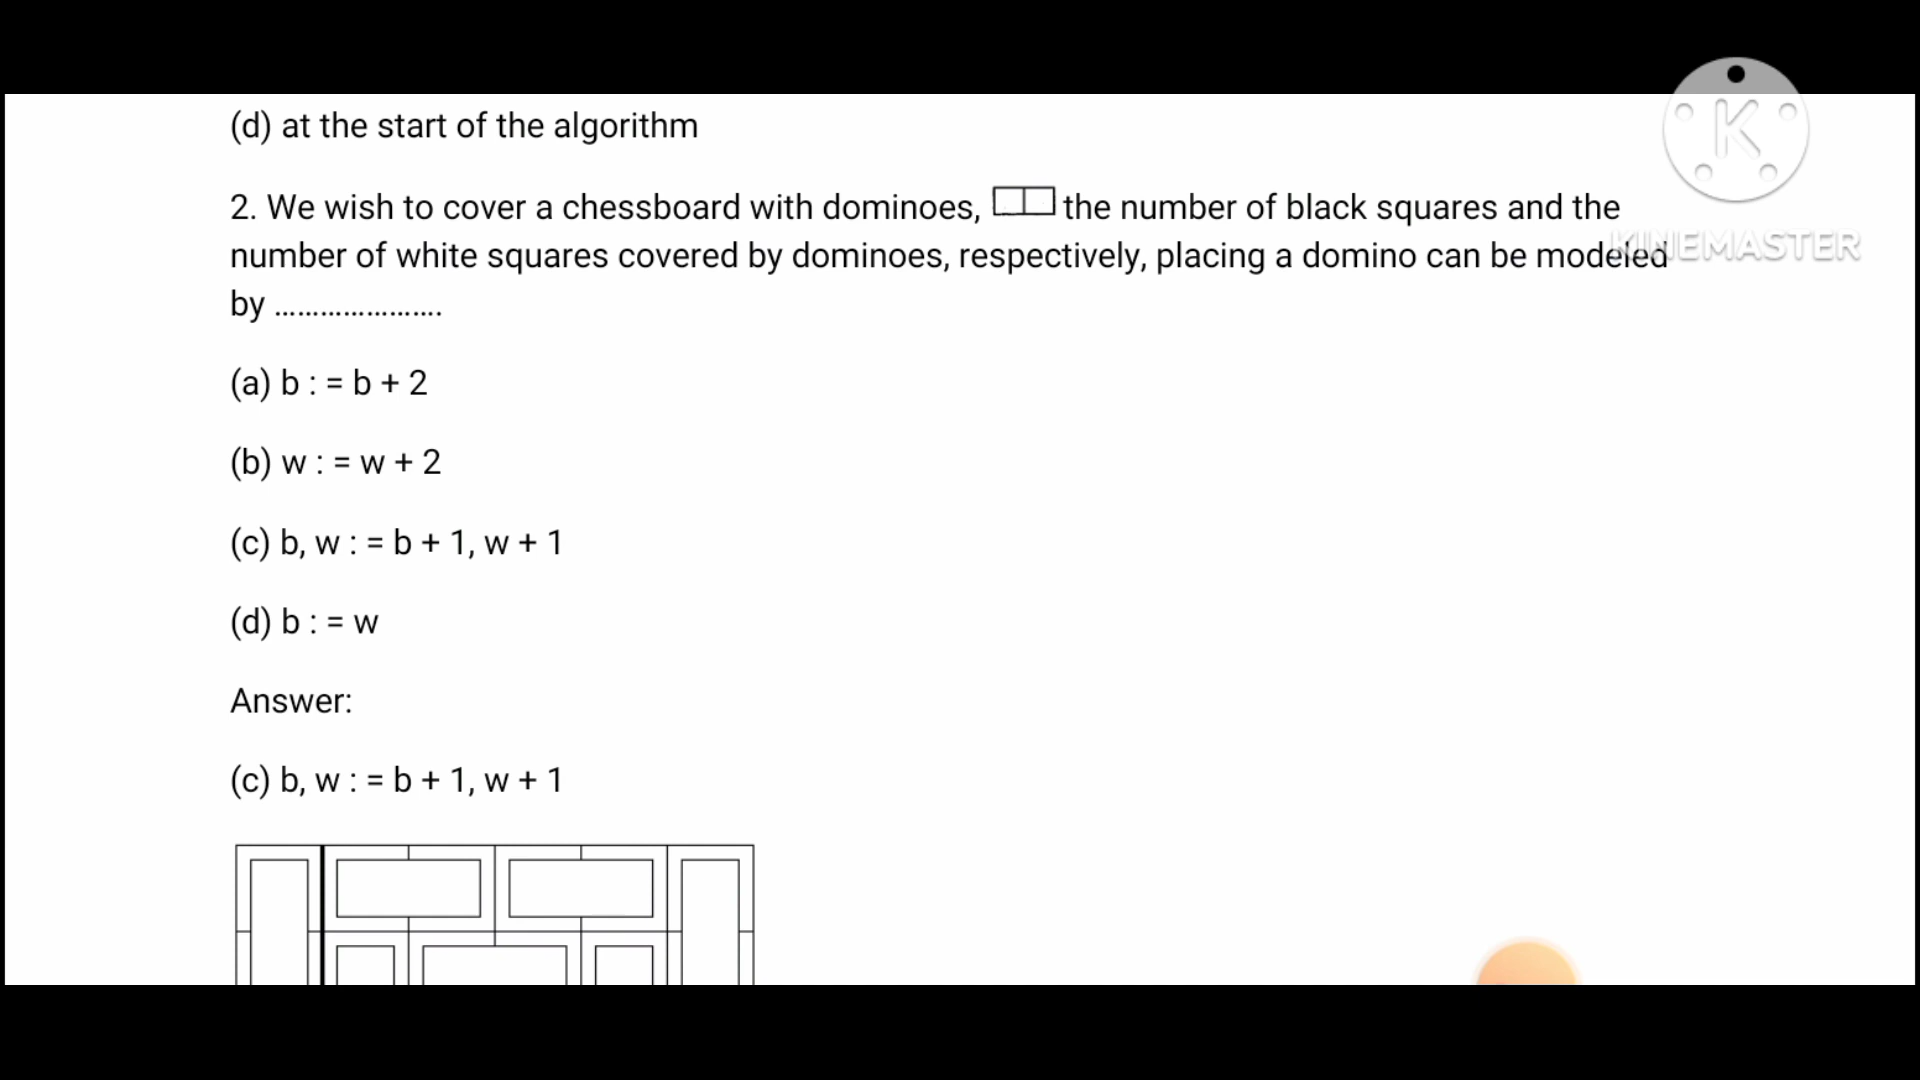 (d) at the start of the algorithm
2. We wish to cover a chessboard with dominoes, the number of black squares and the
number of white squares covered by dominoes, respectively, placing a domino can be modeled
by ......................
(a) b : = b + 2
(b) w : = w + 2
(c) b, w : = b + 1, w + 1
(d) b : = w
Answer:
(c) b, w : = b + 1, w + 1
K
KINEMASTER